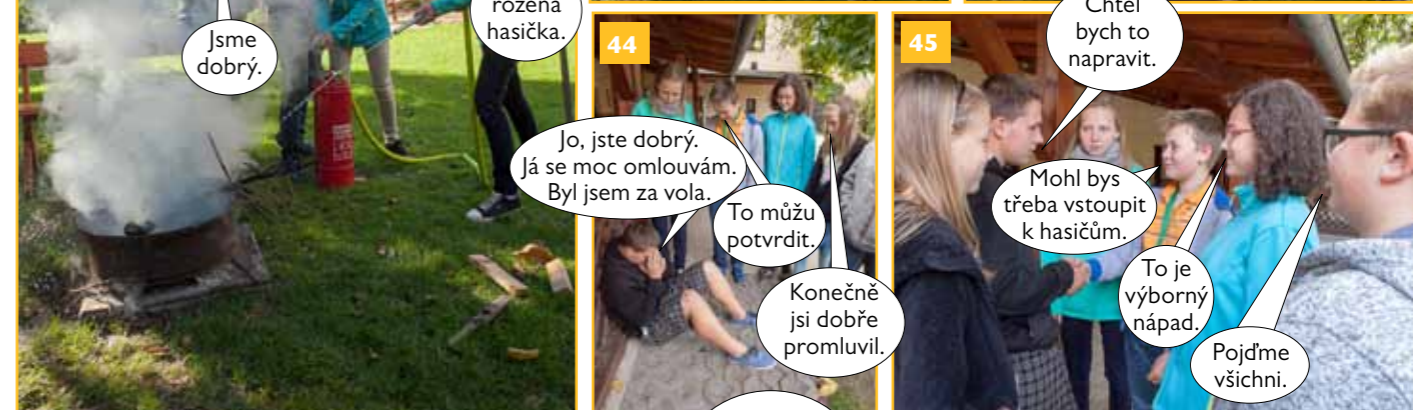 Jsme
dobrý.
rozená
hasička.
44
Jo, jste dobrý.
Já se moc omlouvám.
Byl jsem za vola.
To můžu
potvrdit.
Konečně
jsi dobře
promluvil.
45
Chtěl
bych to
napravit.
Mohl bys
třeba vstoupit
k hasičům.
To je
výborný
nápad.
Pojďme
všichni.